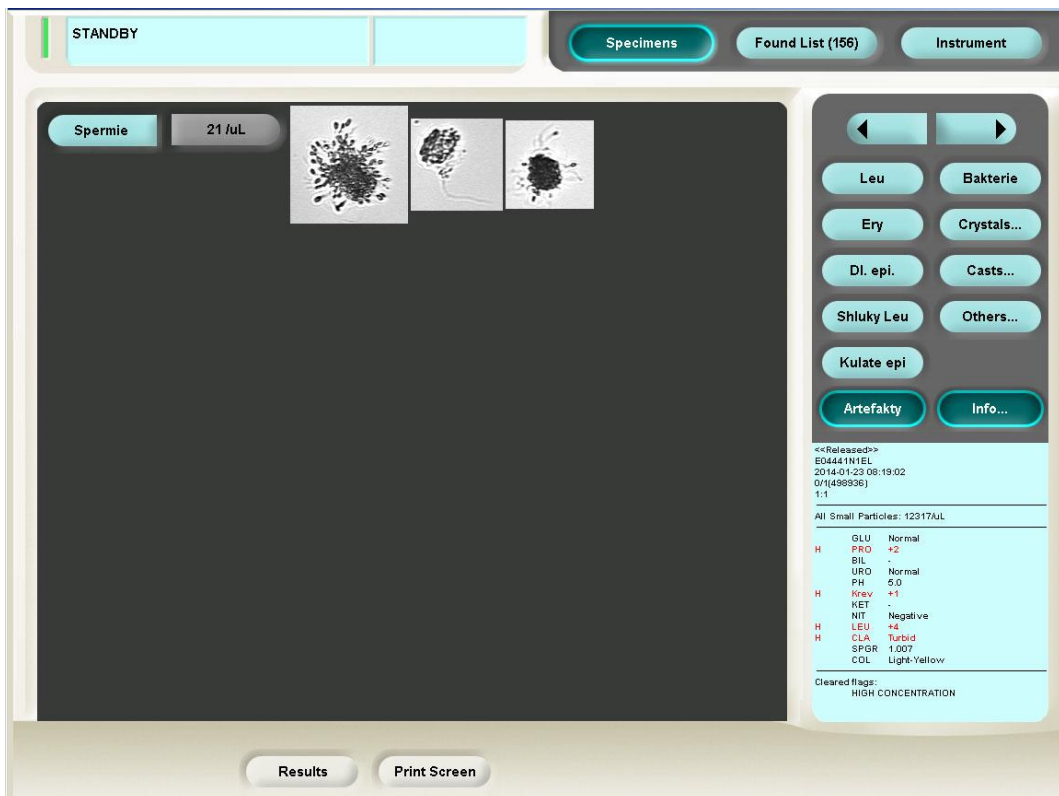 STANDBY
Specimens
Found List (156)
Instrument
Spermie
21 /uL
Leu
Bakterie
Ery
Crystals...
Dl. epi.
Casts...
Shluky Leu
Others...
Kulate epi
Artefakty
Info...
<<Released>>
E04441N1EL
2014-01-23 08:19:02
0/1(498936)
1:1
All Small Particles: 12317/uL
GLU Normal
H PRO +2
BIL -
URO Normal
PH 5.0
H Krev +1
KET -
NIT Negative
H LEU +4
H CLA Turbid
SPGR 1.007
COL Light-Yellow
Cleared flags:
HIGH CONCENTRATION
Results
Print Screen